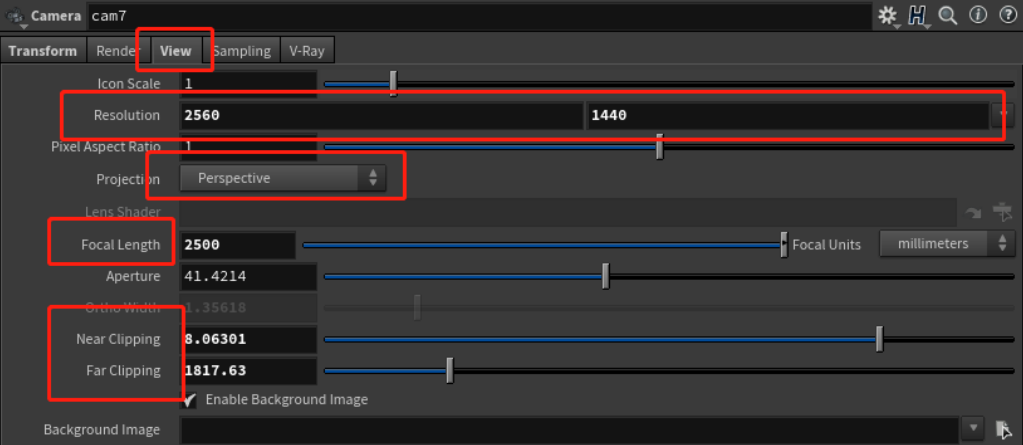 Camera cam7
Transform Render View Sampling V-Ray
Icon Scale 1
Resolution 2560 1440
Pixel Aspect Ratio 1
Projection Perspective
Lens Shader
Focal Length 2500 Focal Units millimeters
Aperture 41.4214
Ortho Width 1.35618
Near Clipping 8.06301
Far Clipping 1817.63
Enable Background Image
Background Image